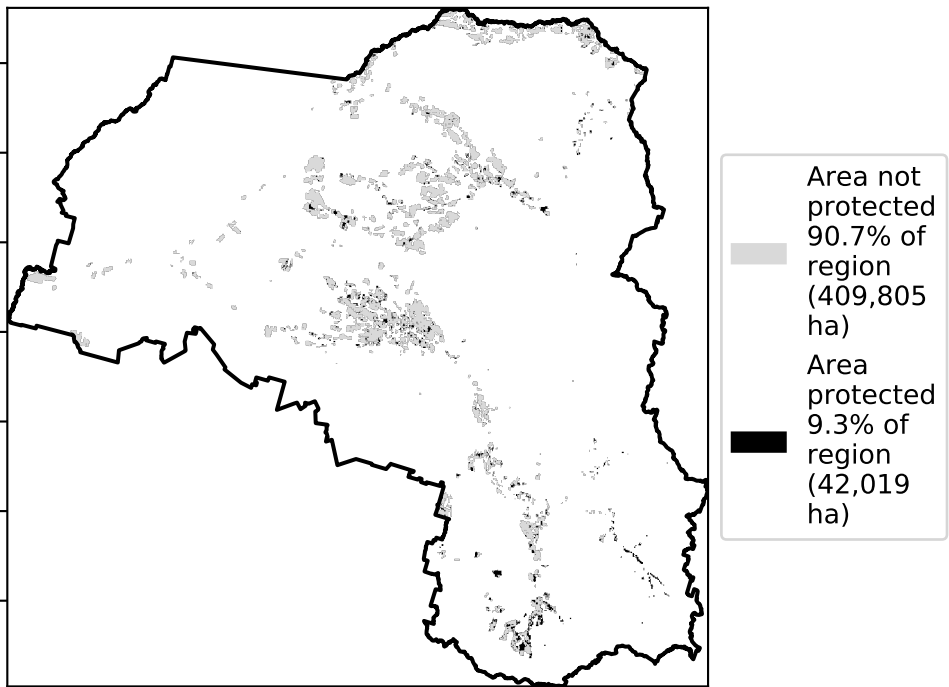 Area not
protected
90.7% of
region
(409,805
ha)
Area
protected
9.3% of
region
(42,019
ha)